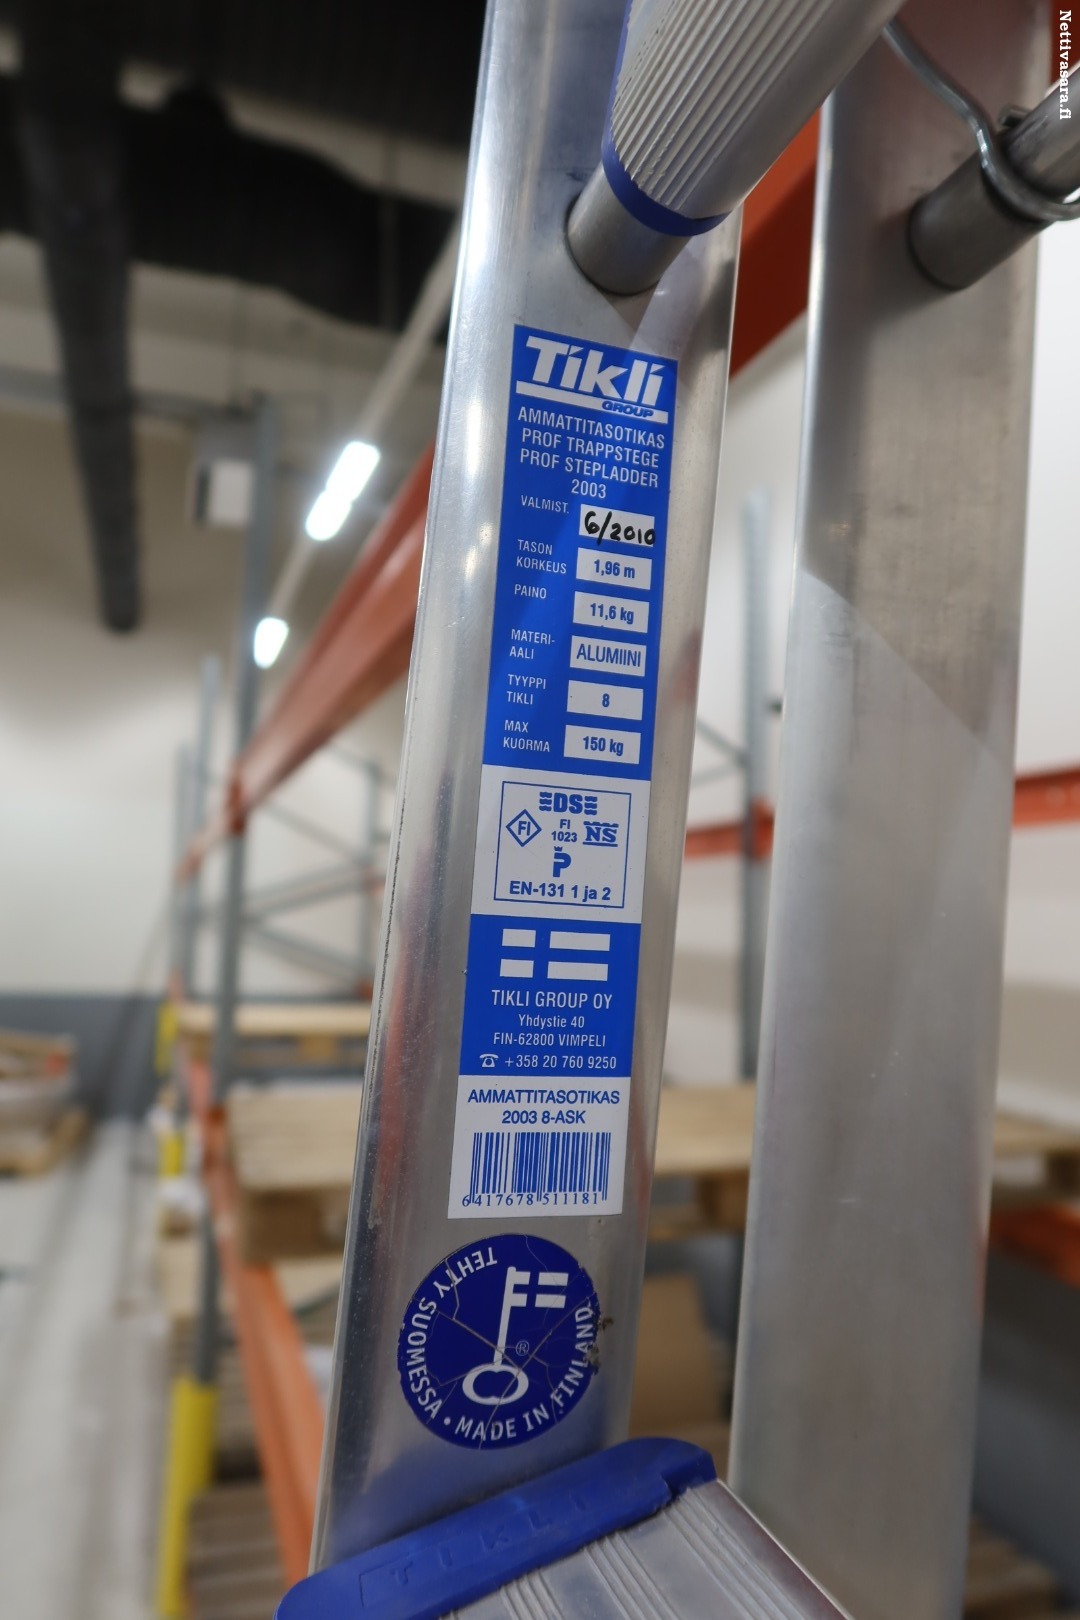 Nettivasara.fi
Tikli
GROUP
AMMATTITASOTIKAS
PROF TRAPPSTEGE
PROF STEPLADDER
2003
VALMIST. 6/2010
TASON
KORKEUS 1,96 m
PAINO 11,6 kg
MATERI-
AALI ALUMIINI
TYYPPI
TIKLI 8
MAX
KUORMA 150 kg
DS
FI FI NS
1023
P
EN-131 1 ja 2
TIKLI GROUP OY
Yhdystie 40
FIN-62800 VIMPELI
☎ +358 20 760 9250
AMMATTITASOTIKAS
2003 8-ASK
6 417678 511181
TEHTY SUOMESSA • MADE IN FINLAND
®
TIKLI